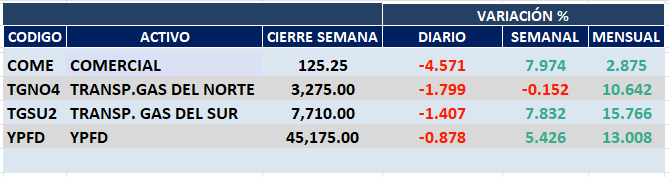 VARIACIÓN %
CODIGO ACTIVO CIERRE SEMANA DIARIO SEMANAL MENSUAL
COME COMERCIAL 125.25 -4.571 7.974 2.875
TGNO4 TRANSP.GAS DEL NORTE 3,275.00 -1.799 -0.152 10.642
TGSU2 TRANSP. GAS DEL SUR 7,710.00 -1.407 7.832 15.766
YPFD YPFD 45,175.00 -0.878 5.426 13.008